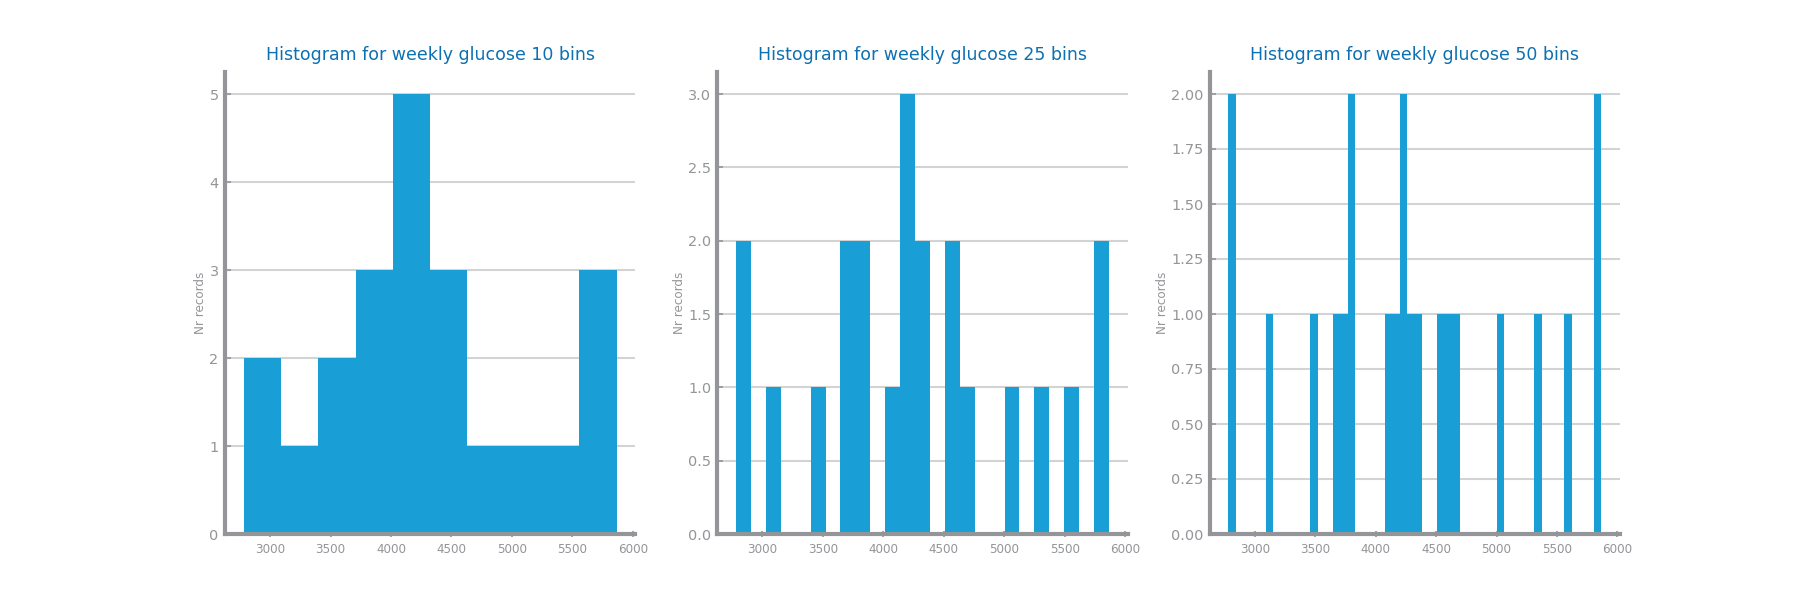 Histogram for weekly glucose 10 bins
Nr records
5
4
3
2
1
0
3000 3500 4000 4500 5000 5500 6000
Histogram for weekly glucose 25 bins
Nr records
3.0
2.5
2.0
1.5
1.0
0.5
0.0
3000 3500 4000 4500 5000 5500 6000
Histogram for weekly glucose 50 bins
Nr records
2.00
1.75
1.50
1.25
1.00
0.75
0.50
0.25
0.00
3000 3500 4000 4500 5000 5500 6000